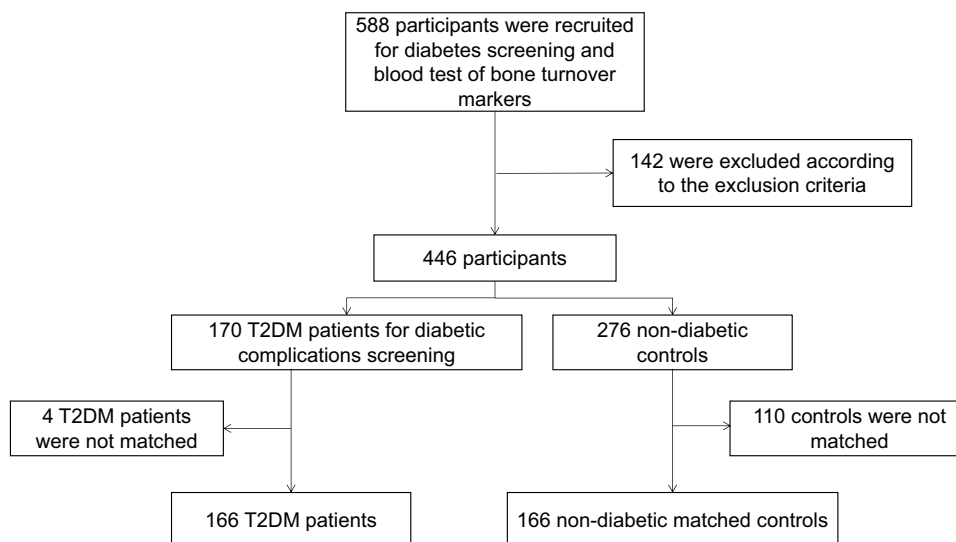 588 participants were recruited
for diabetes screening and
blood test of bone turnover
markers
142 were excluded according
to the exclusion criteria
446 participants
170 T2DM patients for diabetic
complications screening
276 non-diabetic
controls
4 T2DM patients
were not matched
110 controls were not
matched
166 T2DM patients
166 non-diabetic matched controls